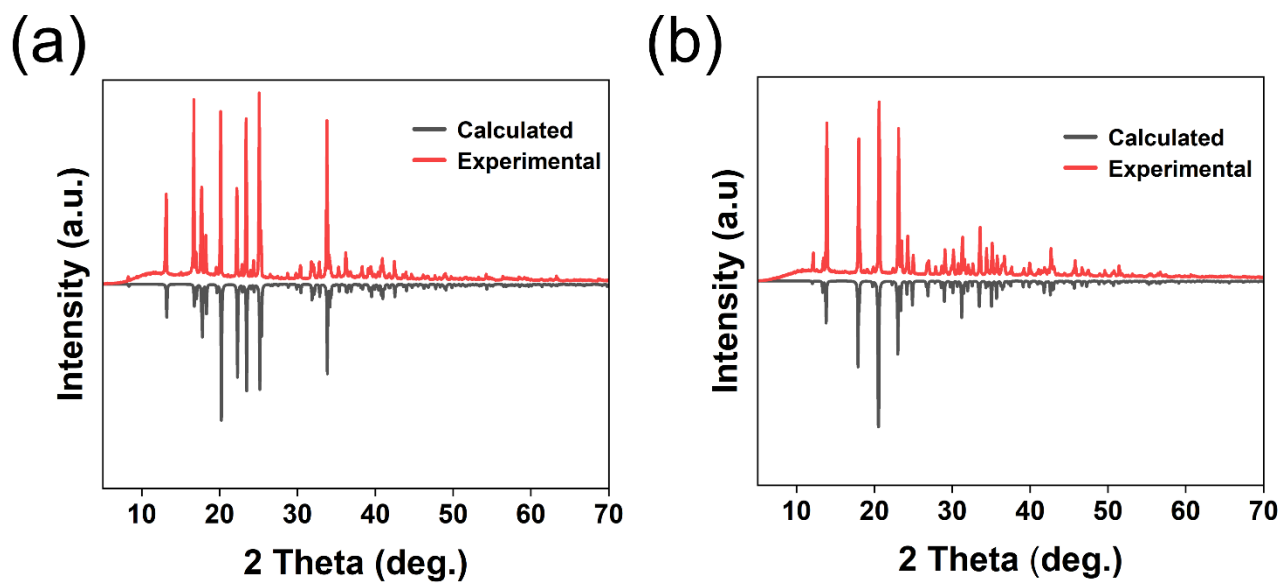 (a)
Intensity (a.u.)
Calculated
Experimental
10 20 30 40 50 60 70
2 Theta (deg.)
(b)
Intensity (a.u)
Calculated
Experimental
10 20 30 40 50 60 70
2 Theta (deg.)